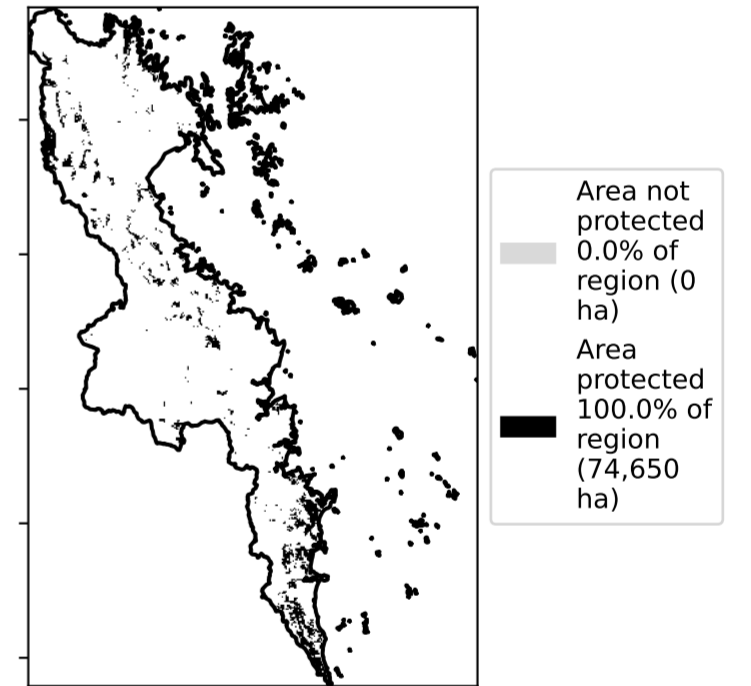 Area not
protected
0.0% of
region (0
ha)
Area
protected
100.0% of
region
(74,650
ha)